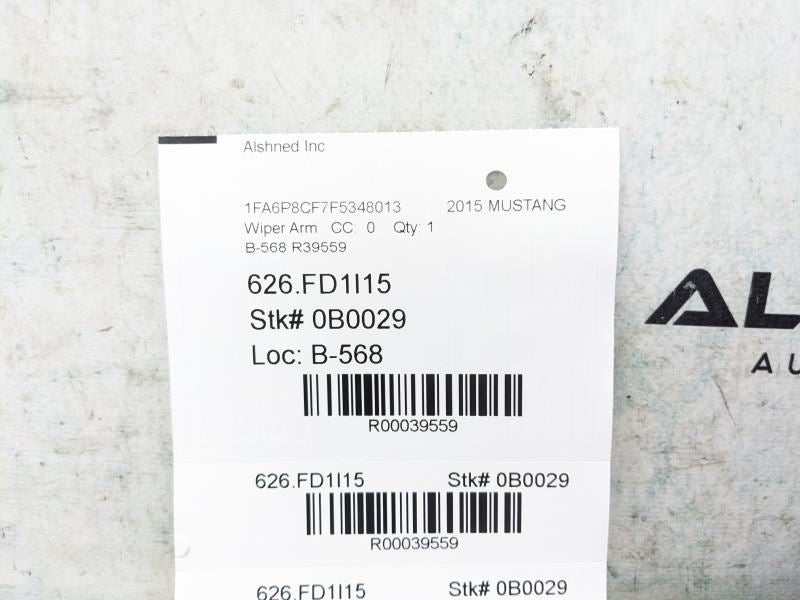 Alshned Inc
1FA6P8CF7F5348013 2015 MUSTANG
Wiper Arm CC: 0 Qty: 1
B-568 R39559
626.FD1I15
Stk# 0B0029
Loc: B-568
R00039559
626.FD1I15 Stk# 0B0029
R00039559
626.FD1I15 Stk# 0B0029
AL
AU